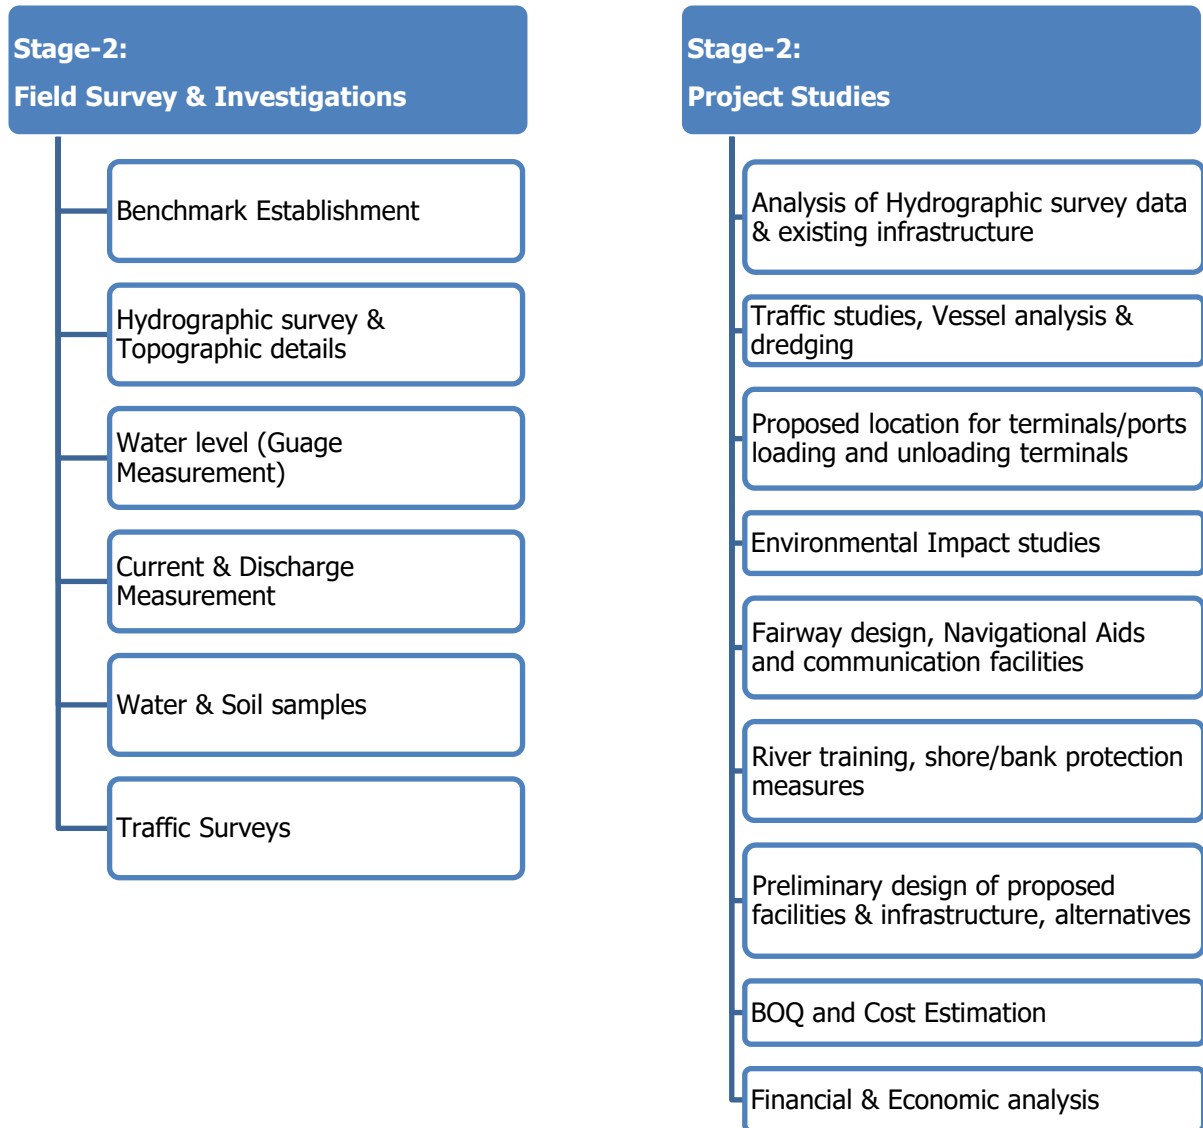 Stage-2:
Field Survey & Investigations
Benchmark Establishment
Hydrographic survey &
Topographic details
Water level (Guage
Measurement)
Current & Discharge
Measurement
Water & Soil samples
Traffic Surveys
Stage-2:
Project Studies
Analysis of Hydrographic survey data
& existing infrastructure
Traffic studies, Vessel analysis &
dredging
Proposed location for terminals/ports
loading and unloading terminals
Environmental Impact studies
Fairway design, Navigational Aids
and communication facilities
River training, shore/bank protection
measures
Preliminary design of proposed
facilities & infrastructure, alternatives
BOQ and Cost Estimation
Financial & Economic analysis